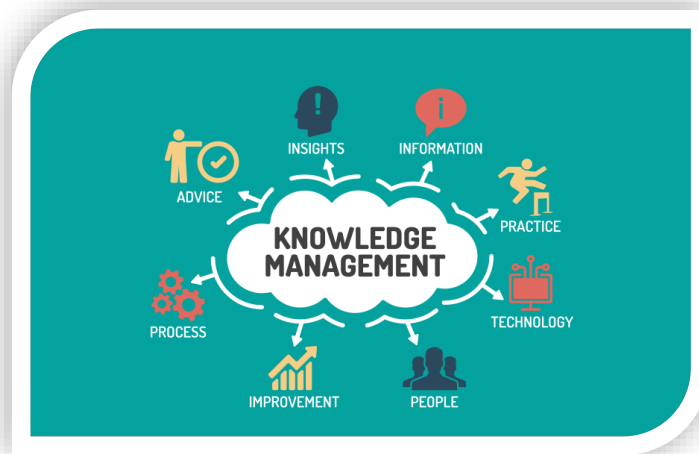 INSIGHTS
INFORMATION
ADVICE
PRACTICE
KNOWLEDGE
MANAGEMENT
PROCESS
TECHNOLOGY
IMPROVEMENT
PEOPLE